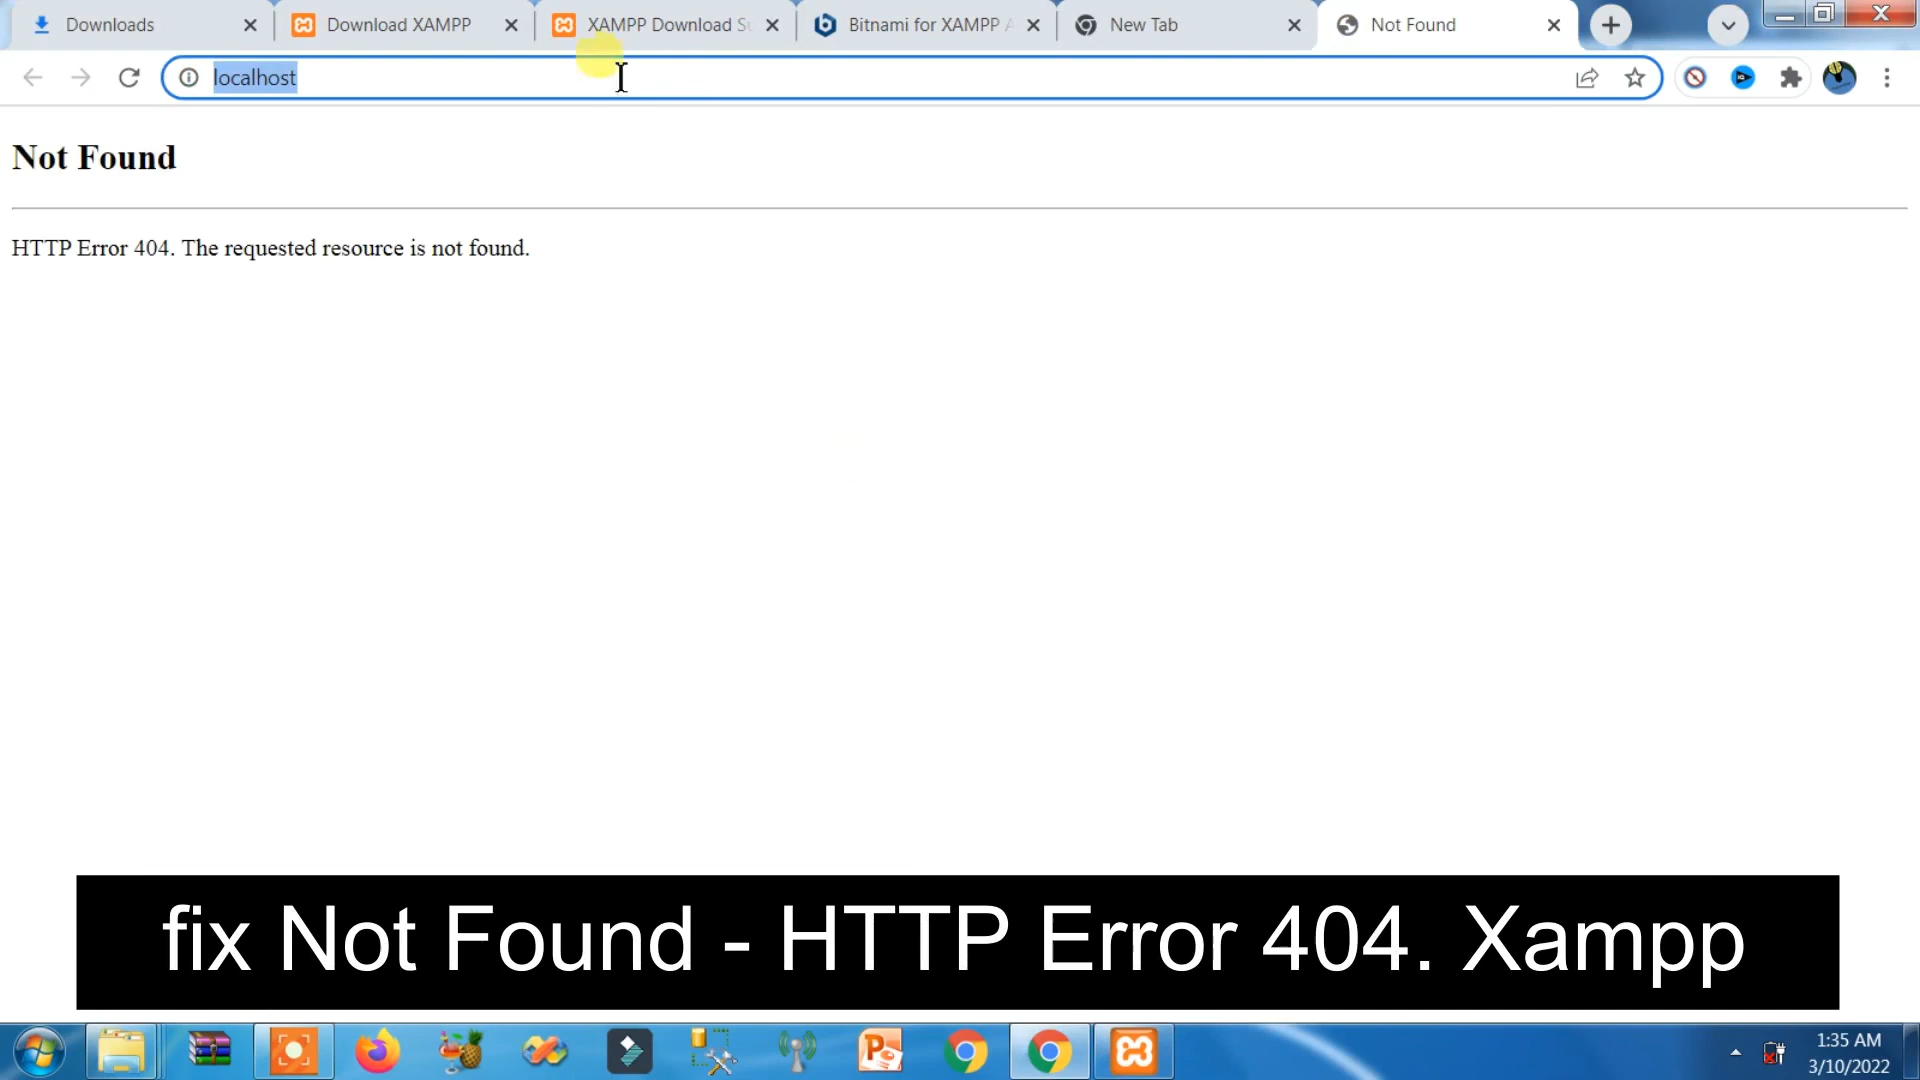 Downloads
Download XAMPP
XAMPP Download Su
Bitnami for XAMPP A
New Tab
Not Found
localhost
Not Found
HTTP Error 404. The requested resource is not found.
fix Not Found - HTTP Error 404. Xampp
1:35 AM
3/10/2022